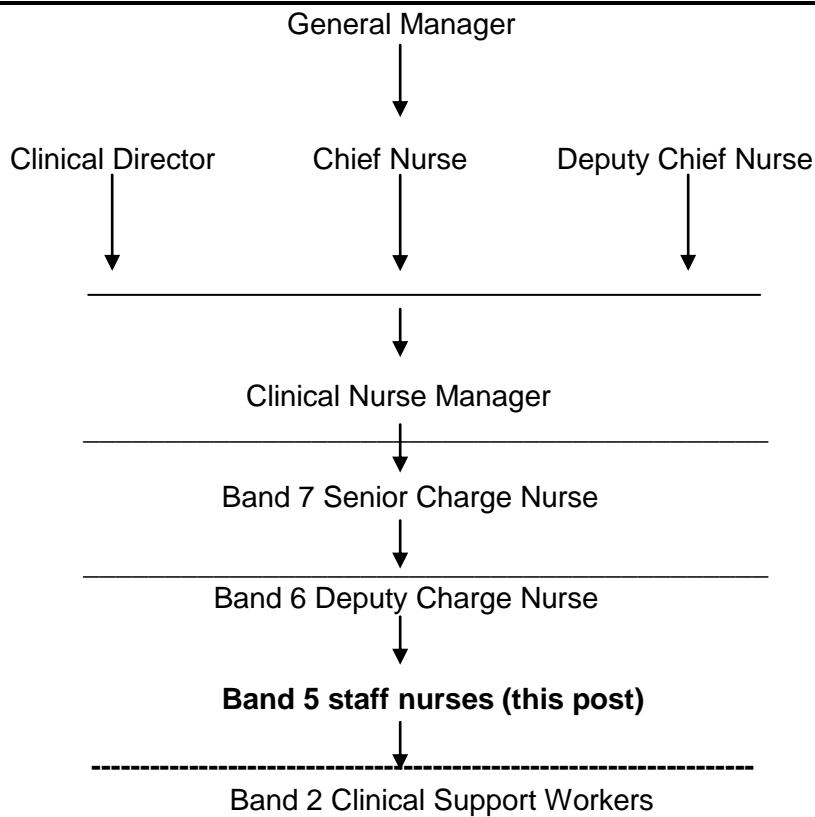 General Manager
Clinical Director Chief Nurse Deputy Chief Nurse
Clinical Nurse Manager
Band 7 Senior Charge Nurse
Band 6 Deputy Charge Nurse
Band 5 staff nurses (this post)
Band 2 Clinical Support Workers